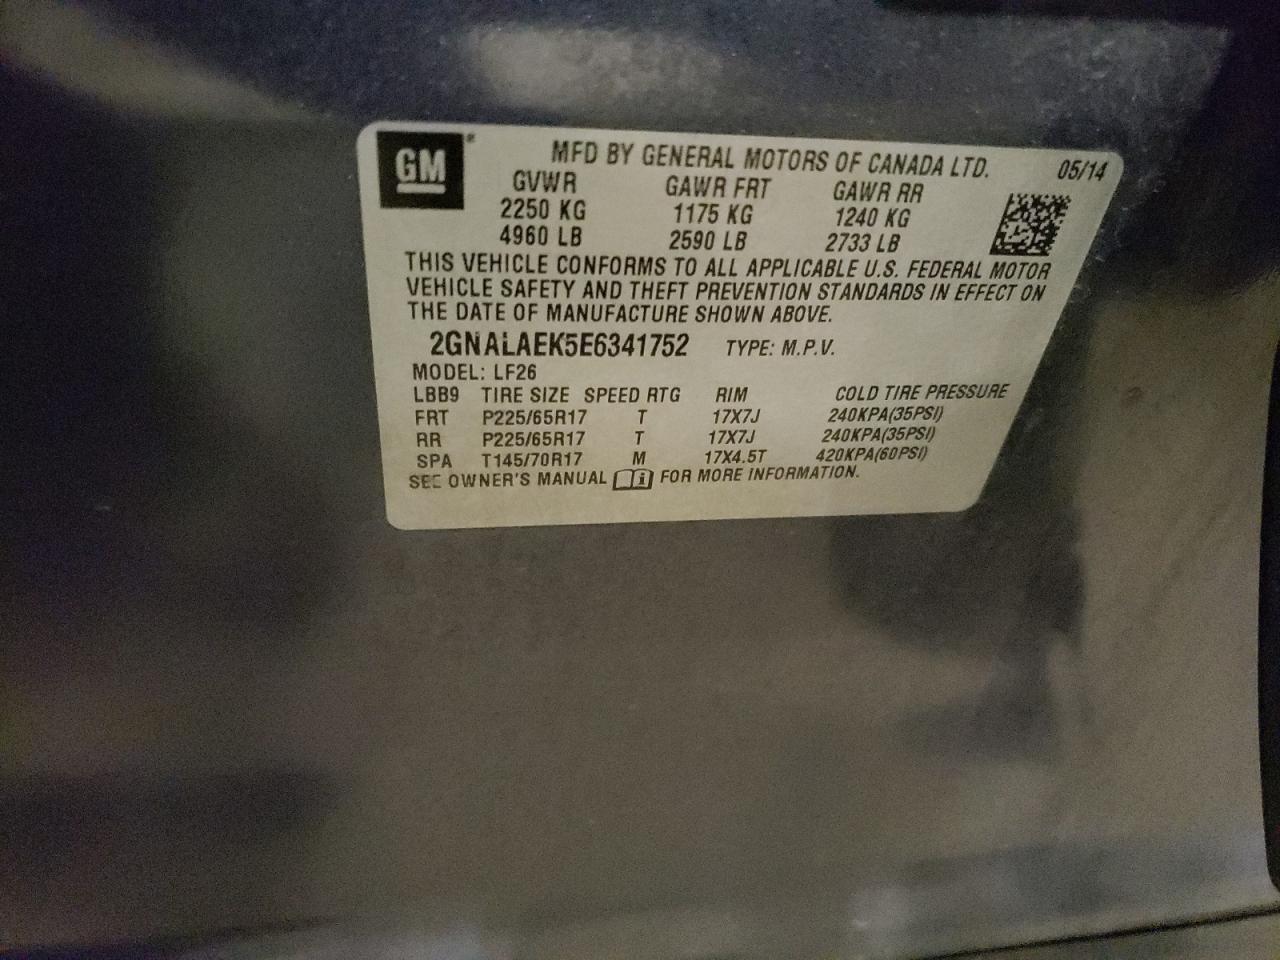 GM MFD BY GENERAL MOTORS OF CANADA LTD. 05/14
GVWR GAWR FRT GAWR RR
2250 KG 1175 KG 1240 KG
4960 LB 2590 LB 2733 LB
THIS VEHICLE CONFORMS TO ALL APPLICABLE U.S. FEDERAL MOTOR
VEHICLE SAFETY AND THEFT PREVENTION STANDARDS IN EFFECT ON
THE DATE OF MANUFACTURE SHOWN ABOVE.
2GNALAEK5E6341752 TYPE: M.P.V.
MODEL: LF26
LBB9 TIRE SIZE SPEED RTG RIM COLD TIRE PRESSURE
FRT P225/65R17 T 17X7J 240KPA(35PSI)
RR P225/65R17 T 17X7J 240KPA(35PSI)
SPA T145/70R17 M 17X4.5T 420KPA(60PSI)
SEE OWNER'S MANUAL i FOR MORE INFORMATION.